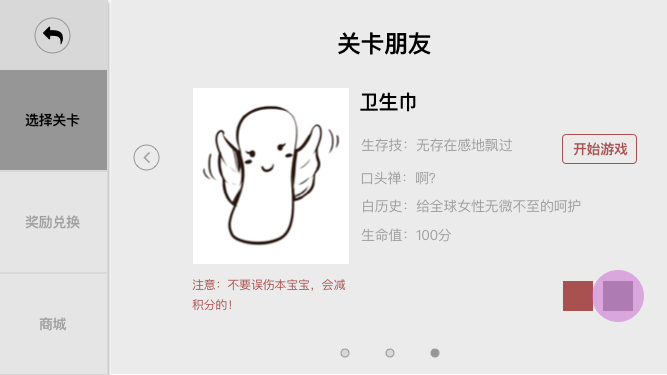 关卡朋友
选择关卡
奖励兑换
商城
卫生巾
生存技：无存在感地飘过
开始游戏
口头禅：啊?
白历史：给全球女性无微不至的呵护
生命值：100分
注意：不要误伤本宝宝，会减
积分的!